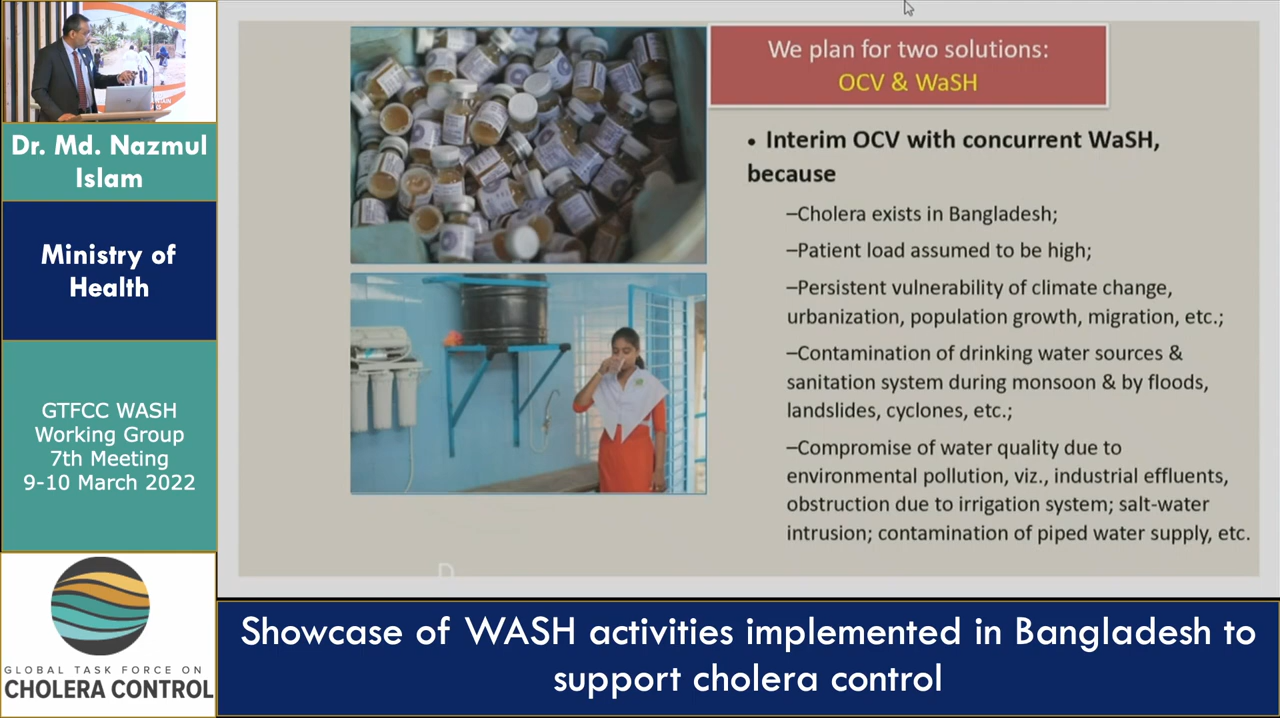 Dr. Md. Nazmul
Islam
Ministry of
Health
GTFCC WASH
Working Group
7th Meeting
9-10 March 2022
GLOBAL TASK FORCE ON
CHOLERA CONTROL
We plan for two solutions:
OCV & WaSH
• Interim OCV with concurrent WaSH,
because
–Cholera exists in Bangladesh;
–Patient load assumed to be high;
–Persistent vulnerability of climate change,
urbanization, population growth, migration, etc.;
–Contamination of drinking water sources &
sanitation system during monsoon & by floods,
landslides, cyclones, etc.;
–Compromise of water quality due to
environmental pollution, viz., industrial effluents,
obstruction due to irrigation system; salt-water
intrusion; contamination of piped water supply, etc.
Showcase of WASH activities implemented in Bangladesh to
support cholera control